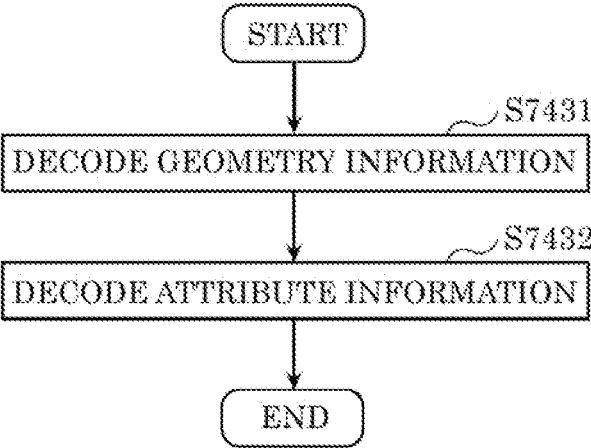 START
S7431
DECODE GEOMETRY INFORMATION
S7432
DECODE ATTRIBUTE INFORMATION
END